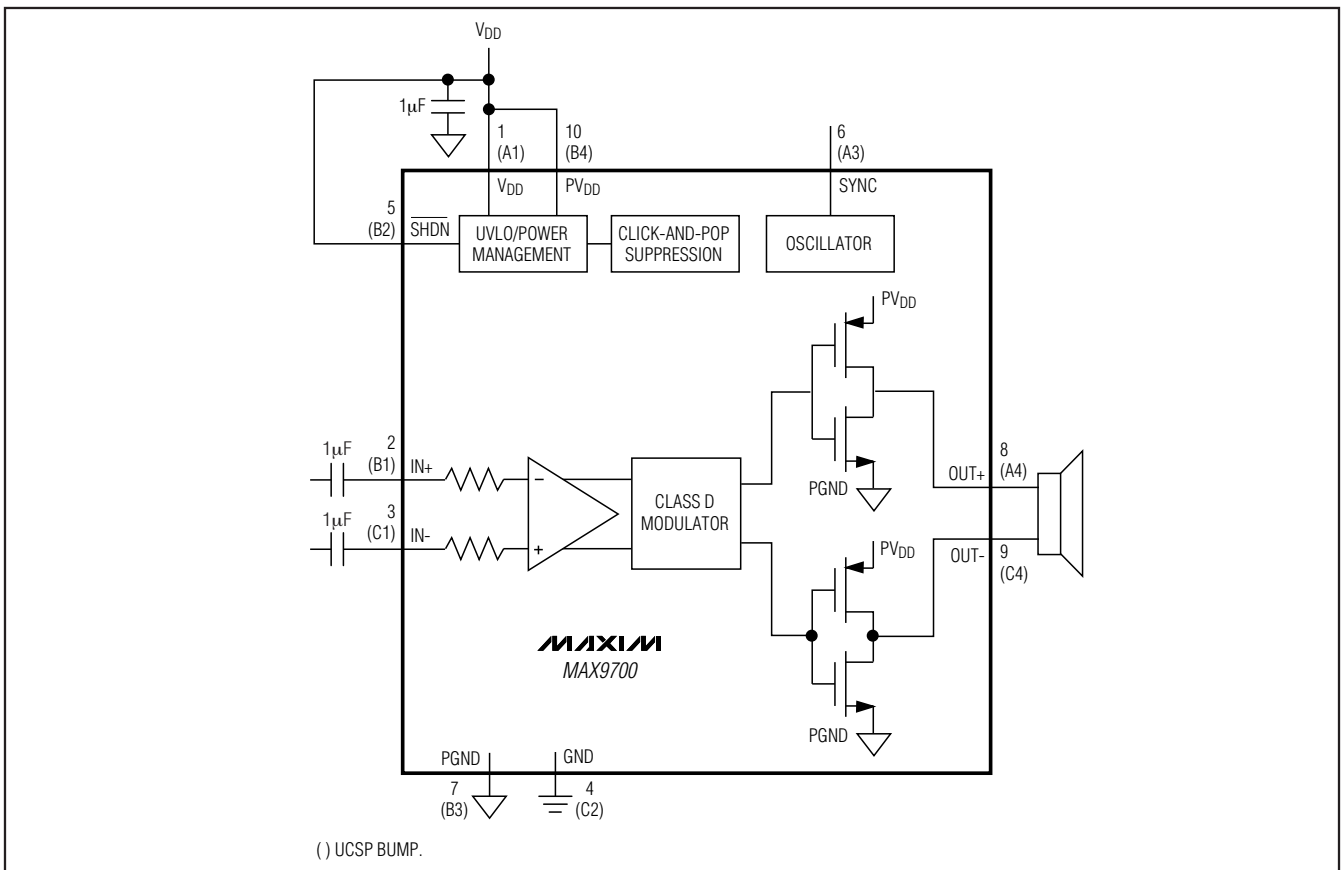 VDD
1µF
1
(A1)
10
(B4)
6
(A3)
VDD
PVDD
SYNC
5
(B2)
SHDN
UVLO/POWER
MANAGEMENT
CLICK-AND-POP
SUPPRESSION
OSCILLATOR
PVDD
1µF
2
(B1)
IN+
−
CLASS D
MODULATOR
PGND
OUT+
8
(A4)
1µF
3
(C1)
IN-
+
PVDD
OUT-
9
(C4)
MAXIM
MAX9700
PGND
PGND
GND
7
(B3)
4
(C2)
( ) UCSP BUMP.